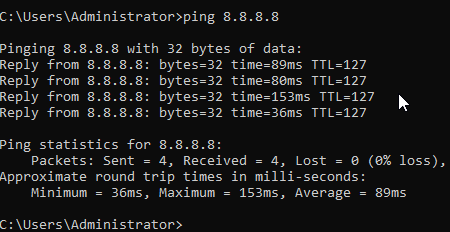 C:\Users\Administrator>ping 8.8.8.8
Pinging 8.8.8.8 with 32 bytes of data:
Reply from 8.8.8.8: bytes=32 time=89ms TTL=127
Reply from 8.8.8.8: bytes=32 time=80ms TTL=127
Reply from 8.8.8.8: bytes=32 time=153ms TTL=127
Reply from 8.8.8.8: bytes=32 time=36ms TTL=127
Ping statistics for 8.8.8.8:
    Packets: Sent = 4, Received = 4, Lost = 0 (0% loss),
Approximate round trip times in milli-seconds:
    Minimum = 36ms, Maximum = 153ms, Average = 89ms
C:\Users\Administrator>